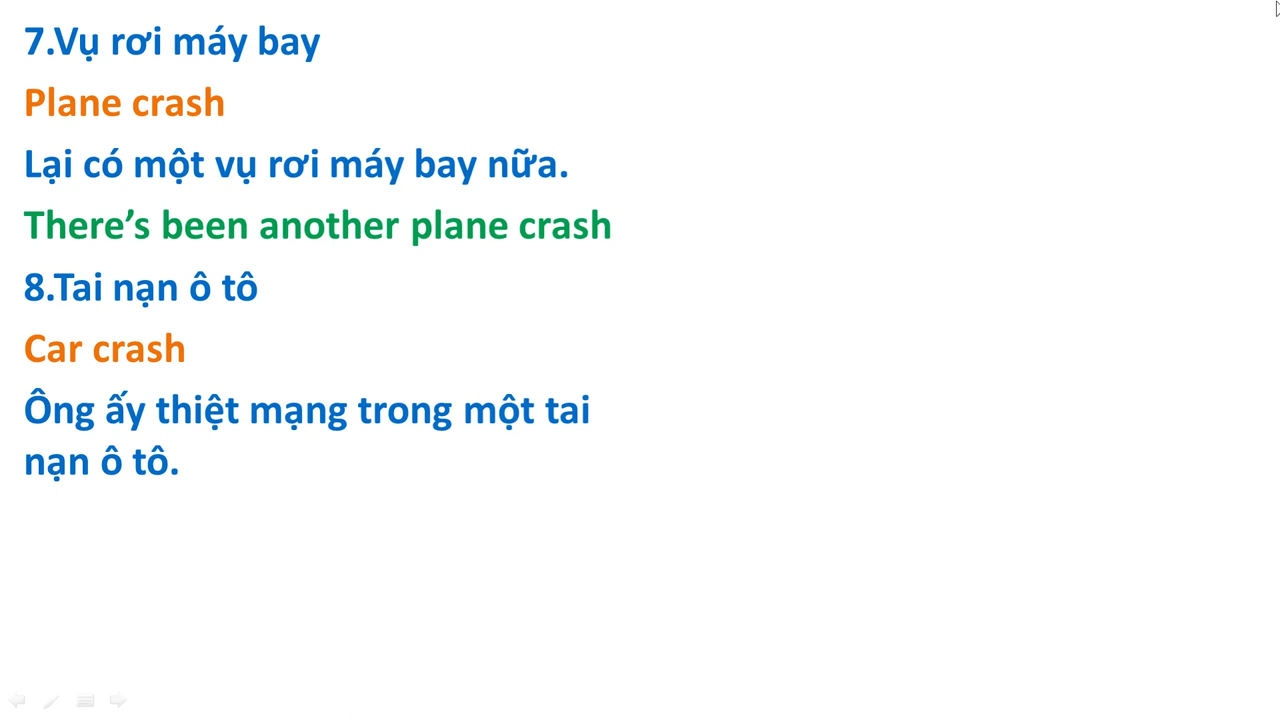 7.Vụ rơi máy bay
Plane crash
Lại có một vụ rơi máy bay nữa.
There’s been another plane crash
8.Tai nạn ô tô
Car crash
Ông ấy thiệt mạng trong một tai
nạn ô tô.